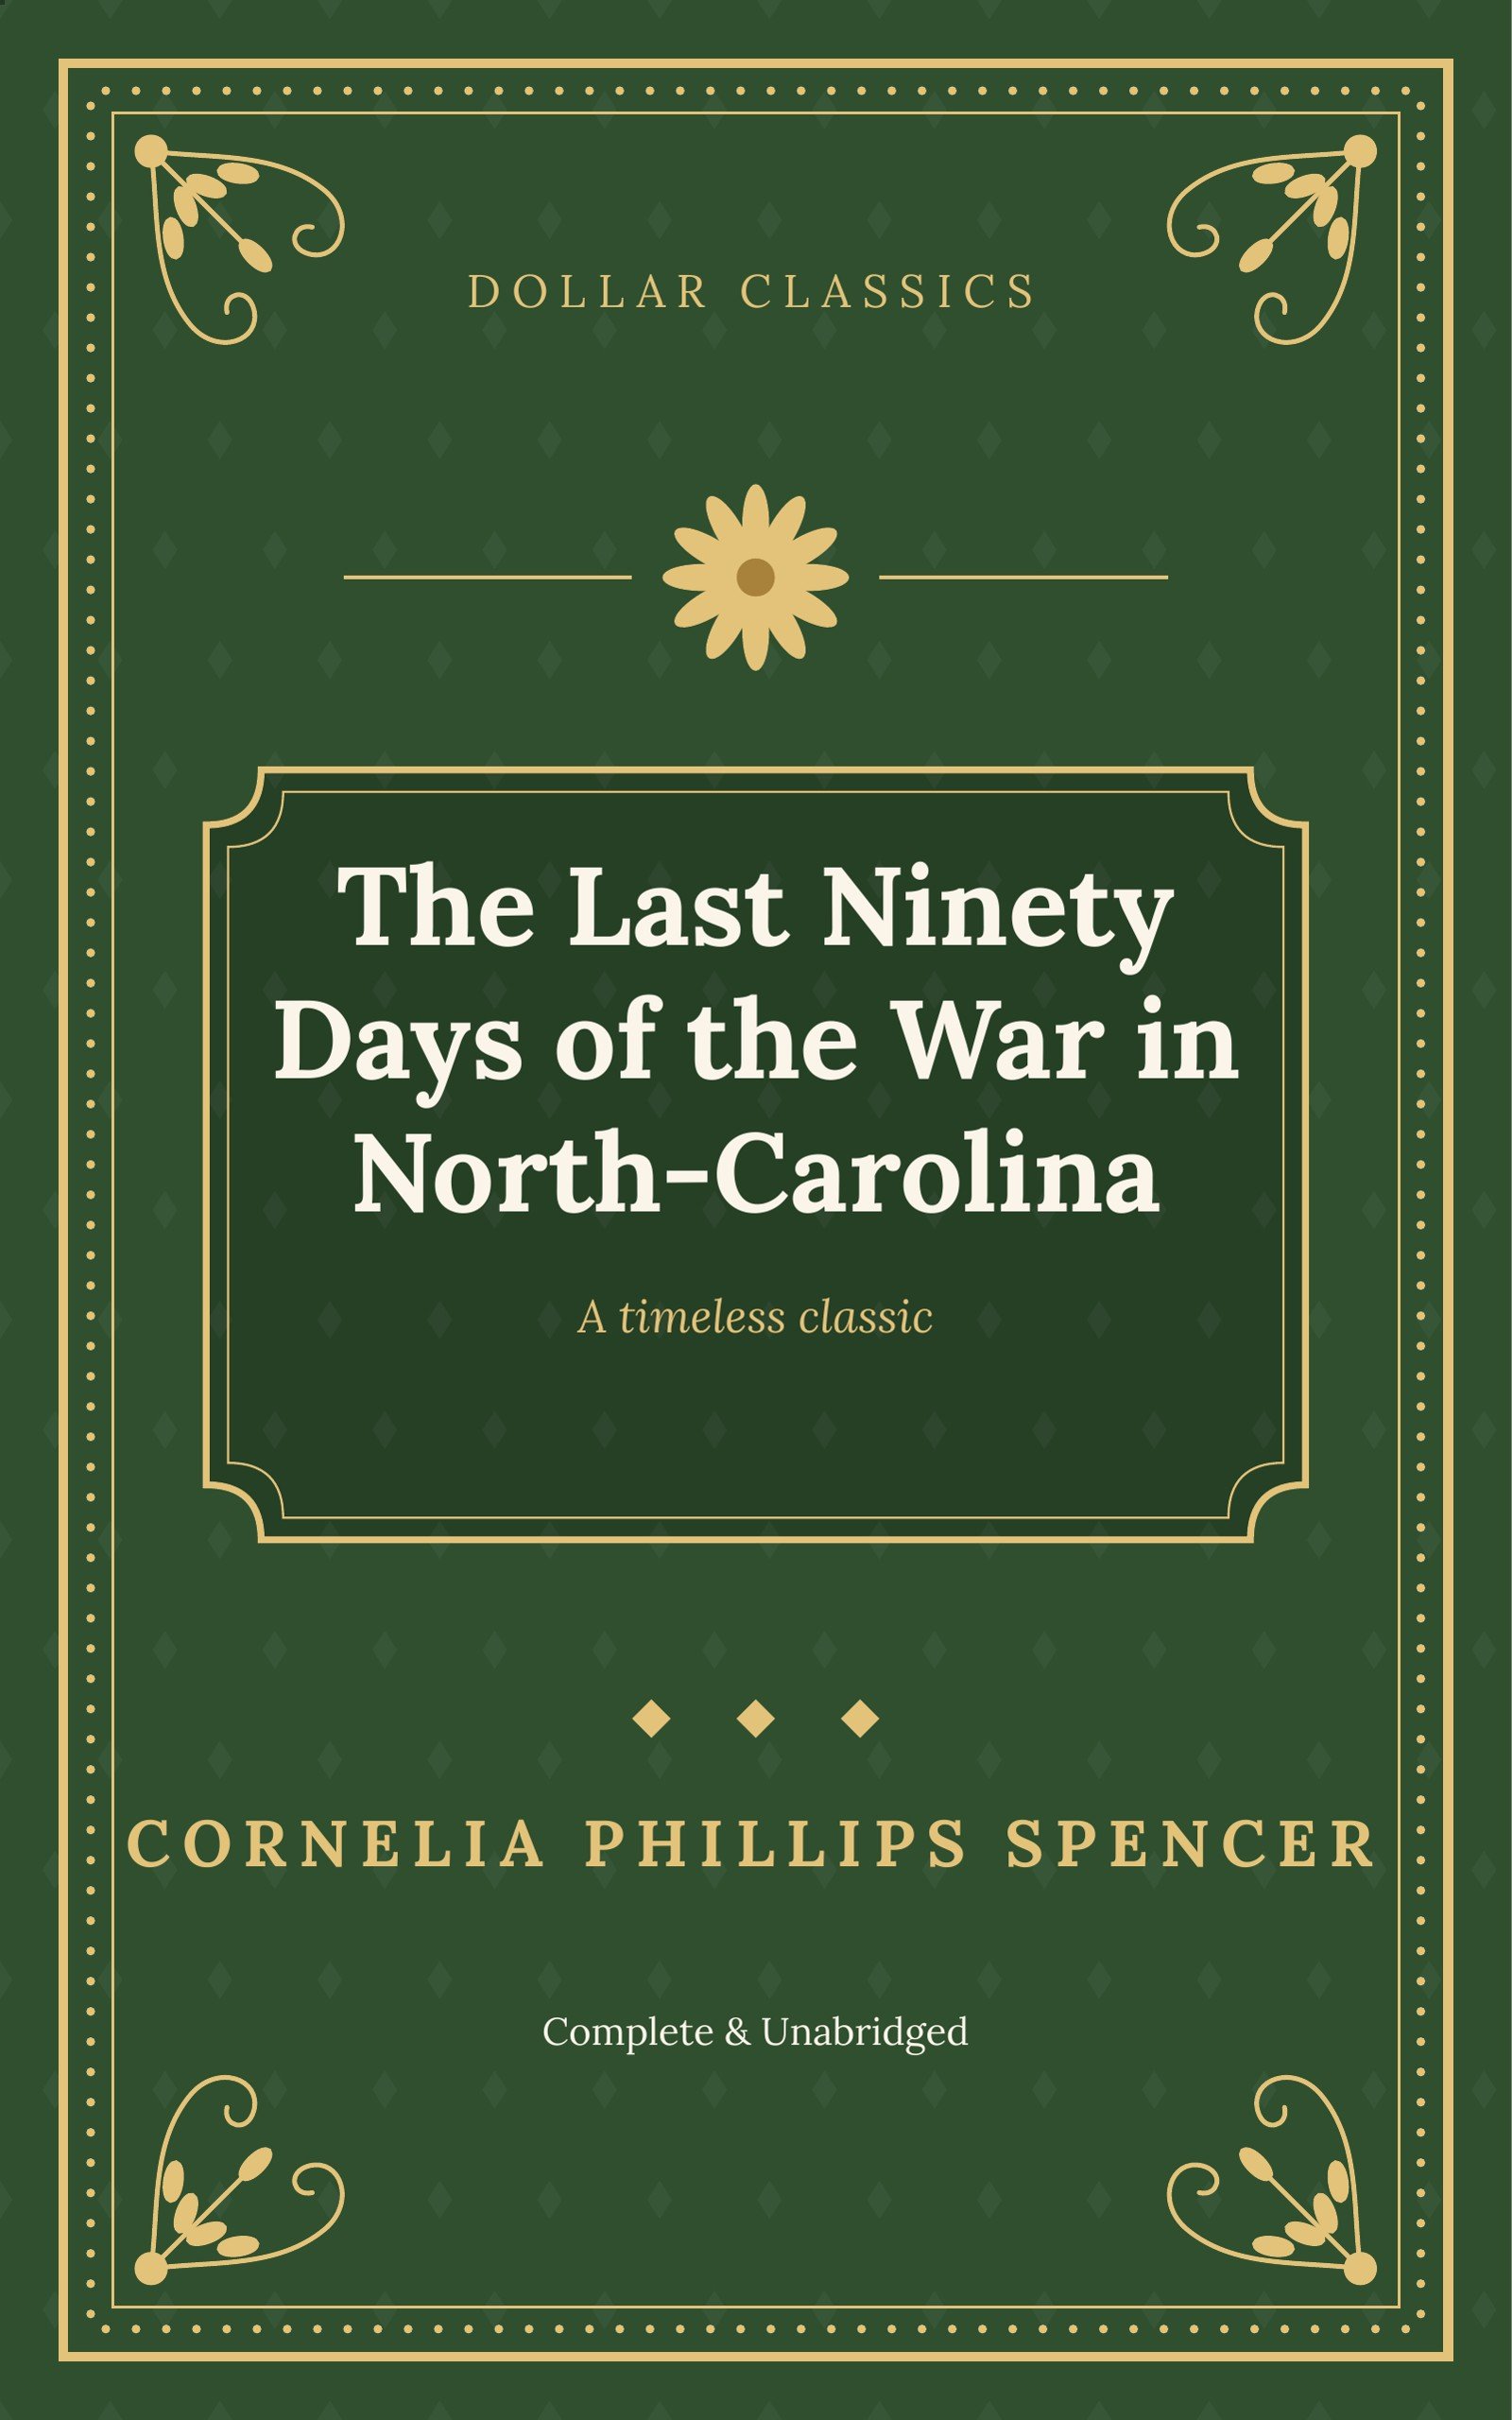 DOLLAR CLASSICS
The Last Ninety
Days of the War in
North-Carolina
A timeless classic
CORNELIA PHILLIPS SPENCER
Complete & Unabridged